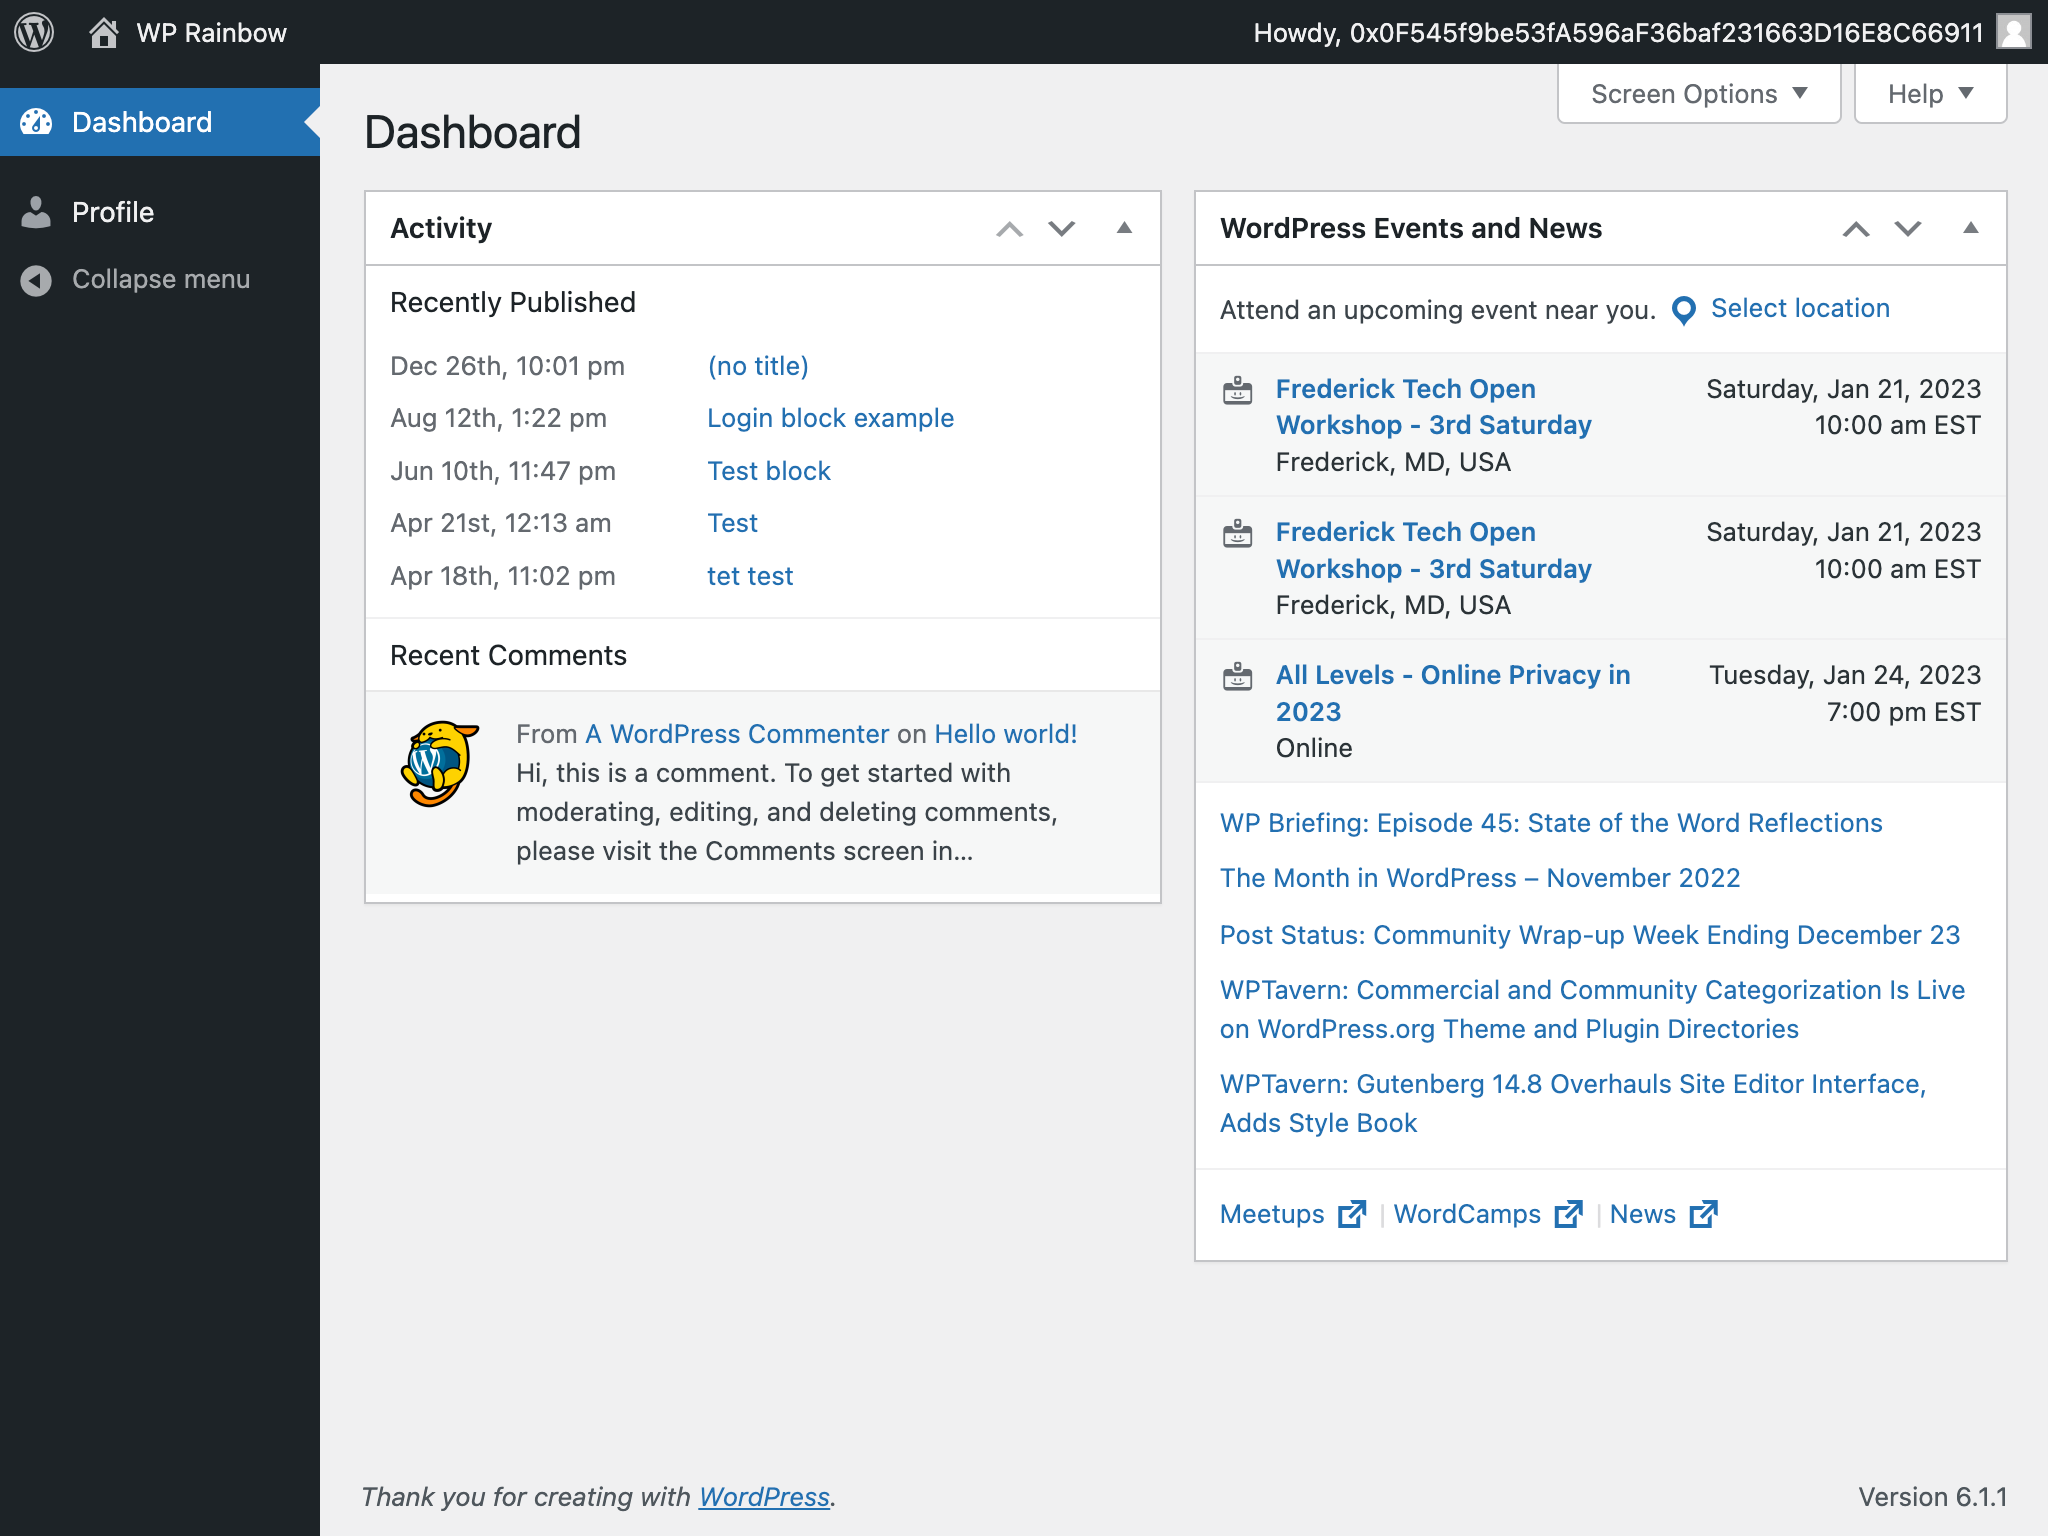 WP Rainbow
Howdy, 0x0F545f9be53fA596aF36baf231663D16E8C66911
Dashboard
Profile
Collapse menu
Screen Options
Help
Dashboard
Activity
Recently Published
Dec 26th, 10:01 pm (no title)
Aug 12th, 1:22 pm Login block example
Jun 10th, 11:47 pm Test block
Apr 21st, 12:13 am Test
Apr 18th, 11:02 pm tet test
Recent Comments
From A WordPress Commenter on Hello world!
Hi, this is a comment. To get started with
moderating, editing, and deleting comments,
please visit the Comments screen in…
WordPress Events and News
Attend an upcoming event near you. Select location
Frederick Tech Open Saturday, Jan 21, 2023
Workshop - 3rd Saturday 10:00 am EST
Frederick, MD, USA
Frederick Tech Open Saturday, Jan 21, 2023
Workshop - 3rd Saturday 10:00 am EST
Frederick, MD, USA
All Levels - Online Privacy in Tuesday, Jan 24, 2023
2023 7:00 pm EST
Online
WP Briefing: Episode 45: State of the Word Reflections
The Month in WordPress – November 2022
Post Status: Community Wrap-up Week Ending December 23
WPTavern: Commercial and Community Categorization Is Live
on WordPress.org Theme and Plugin Directories
WPTavern: Gutenberg 14.8 Overhauls Site Editor Interface,
Adds Style Book
Meetups | WordCamps | News
Thank you for creating with WordPress.
Version 6.1.1